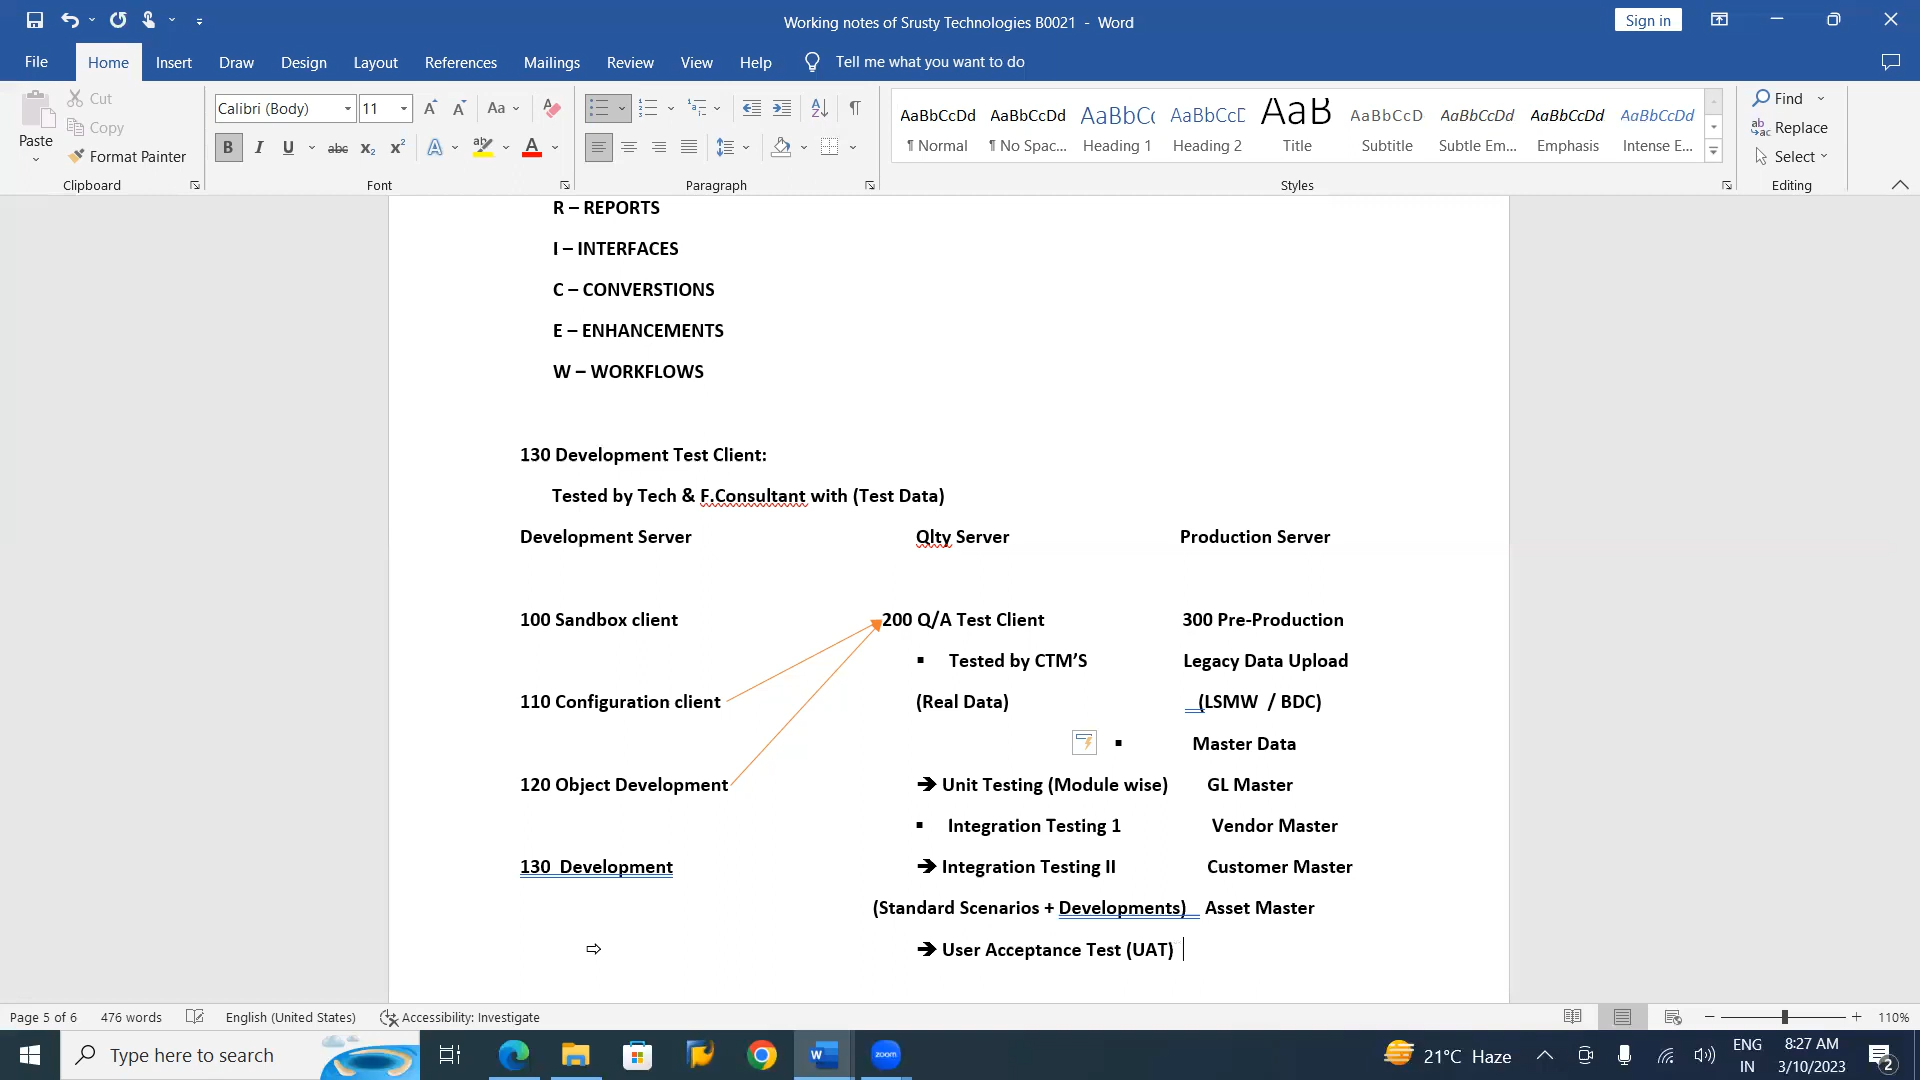 Working notes of Srusty Technologies B0021 - Word
Sign in
File Home Insert Draw Design Layout References Mailings Review View Help Tell me what you want to do
Paste
Cut
Copy
Format Painter
Clipboard
Calibri (Body) 11
Aa
B I U abc x₂ x² A A
Font
Paragraph
AaBbCcDd AaBbCcDd AaBbCc AaBbCcC AaB AaBbCcD AaBbCcDd AaBbCcDd AaBbCcDd
¶ Normal ¶ No Spac... Heading 1 Heading 2 Title Subtitle Subtle Em... Emphasis Intense E...
Styles
Find
Replace
Select
Editing
R – REPORTS
I – INTERFACES
C – CONVERSTIONS
E – ENHANCEMENTS
W – WORKFLOWS
130 Development Test Client:
Tested by Tech & F.Consultant with (Test Data)
Development Server Qlty Server Production Server
100 Sandbox client 200 Q/A Test Client 300 Pre-Production
▪ Tested by CTM’S Legacy Data Upload
110 Configuration client (Real Data) (LSMW / BDC)
▪ Master Data
120 Object Development ➔ Unit Testing (Module wise) GL Master
▪ Integration Testing 1 Vendor Master
130 Development ➔ Integration Testing II Customer Master
(Standard Scenarios + Developments) Asset Master
⇨ ➔ User Acceptance Test (UAT)
Page 5 of 6 476 words English (United States) Accessibility: Investigate 110%
Type here to search
zoom
21°C Haze
ENG
IN
8:27 AM
3/10/2023
2